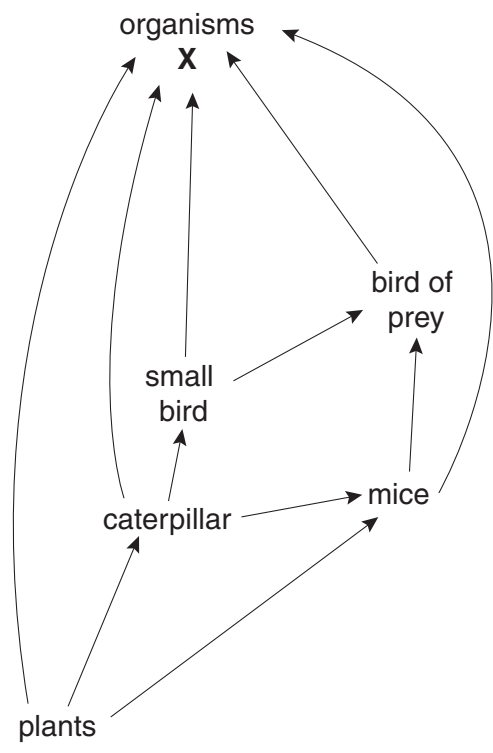 organisms
X
bird of
prey
small
bird
mice
caterpillar
plants